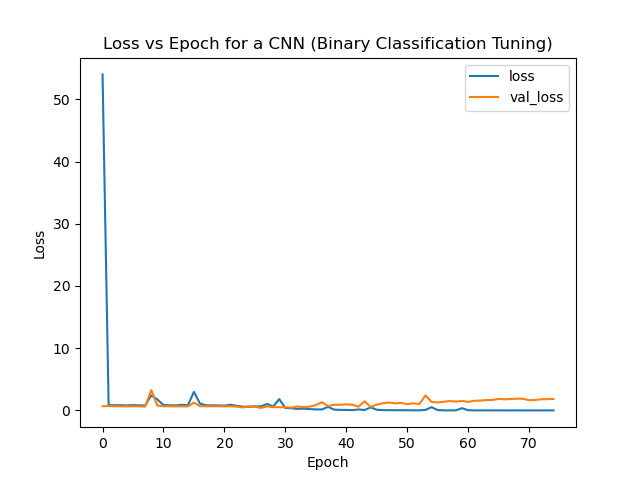 Loss vs Epoch for a CNN (Binary Classification Tuning)
loss
val_loss
50
40
30
20
10
0
Loss
0 10 20 30 40 50 60 70
Epoch